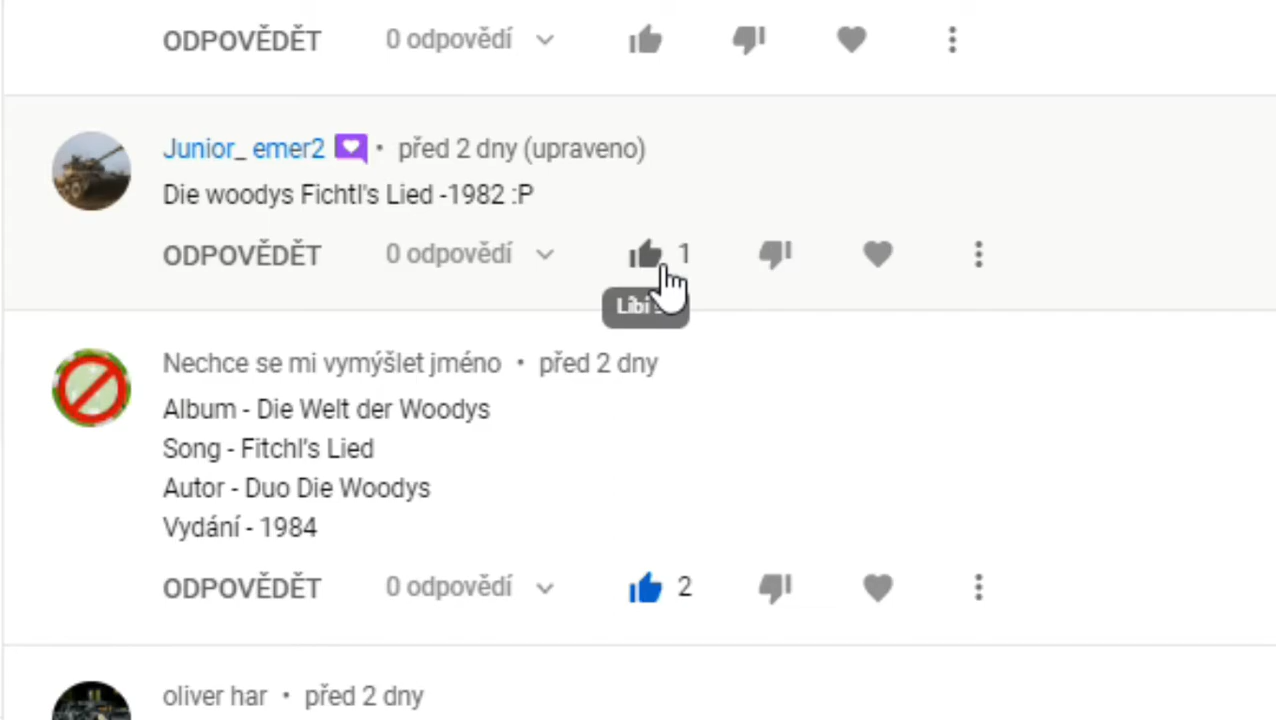 ODPOVĚDĚT 0 odpovědí
Junior_ emer2 • před 2 dny (upraveno)
Die woodys Fichtl's Lied -1982 :P
ODPOVĚDĚT 0 odpovědí 1
Líbí
Nechce se mi vymýšlet jméno • před 2 dny
Album - Die Welt der Woodys
Song - Fitchl's Lied
Autor - Duo Die Woodys
Vydání - 1984
ODPOVĚDĚT 0 odpovědí 2
oliver har • před 2 dny